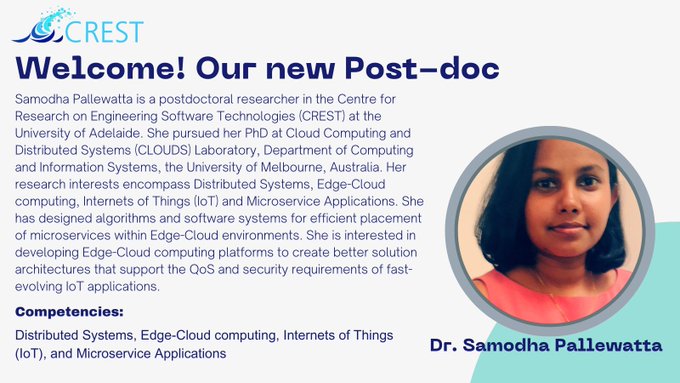 CREST
Welcome! Our new Post-doc
Samodha Pallewatta is a postdoctoral researcher in the Centre for
Research on Engineering Software Technologies (CREST) at the
University of Adelaide. She pursued her PhD at Cloud Computing and
Distributed Systems (CLOUDS) Laboratory, Department of Computing
and Information Systems, the University of Melbourne, Australia. Her
research interests encompass Distributed Systems, Edge-Cloud
computing, Internets of Things (IoT) and Microservice Applications. She
has designed algorithms and software systems for efficient placement
of microservices within Edge-Cloud environments. She is interested in
developing Edge-Cloud computing platforms to create better solution
architectures that support the QoS and security requirements of fast-
evolving IoT applications.
Competencies:
Distributed Systems, Edge-Cloud computing, Internets of Things
(IoT), and Microservice Applications
Dr. Samodha Pallewatta